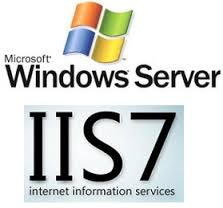 Microsoft®
Windows Server
IIS7
internet information services